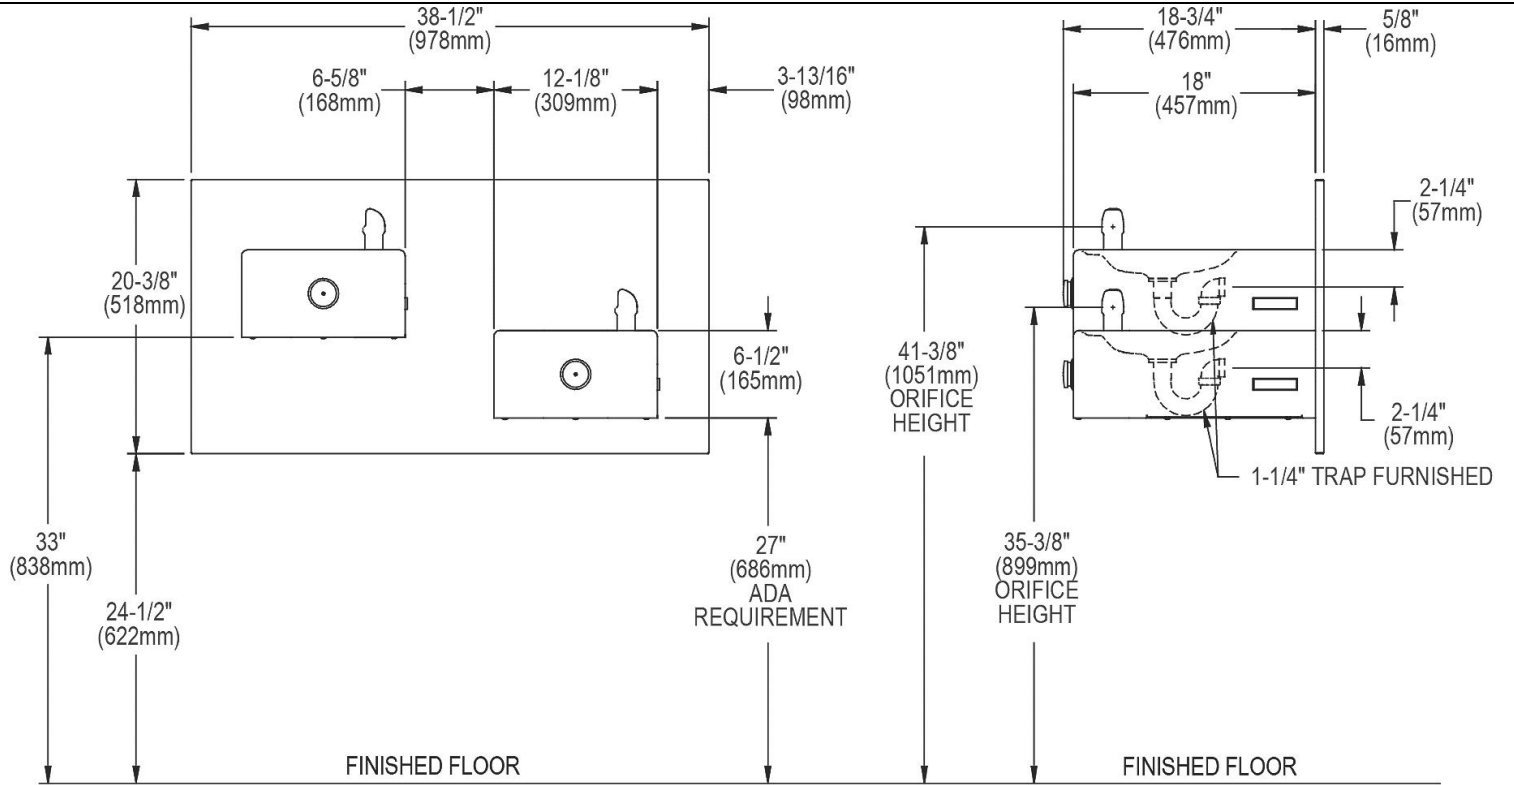 38-1/2"
(978mm)
18-3/4"
(476mm)
5/8"
(16mm)
6-5/8"
(168mm)
12-1/8"
(309mm)
3-13/16"
(98mm)
18"
(457mm)
2-1/4"
(57mm)
20-3/8"
(518mm)
6-1/2"
(165mm)
41-3/8"
(1051mm)
ORIFICE
HEIGHT
2-1/4"
(57mm)
1-1/4" TRAP FURNISHED
33"
(838mm)
27"
(686mm)
ADA
REQUIREMENT
35-3/8"
(899mm)
ORIFICE
HEIGHT
24-1/2"
(622mm)
FINISHED FLOOR
FINISHED FLOOR